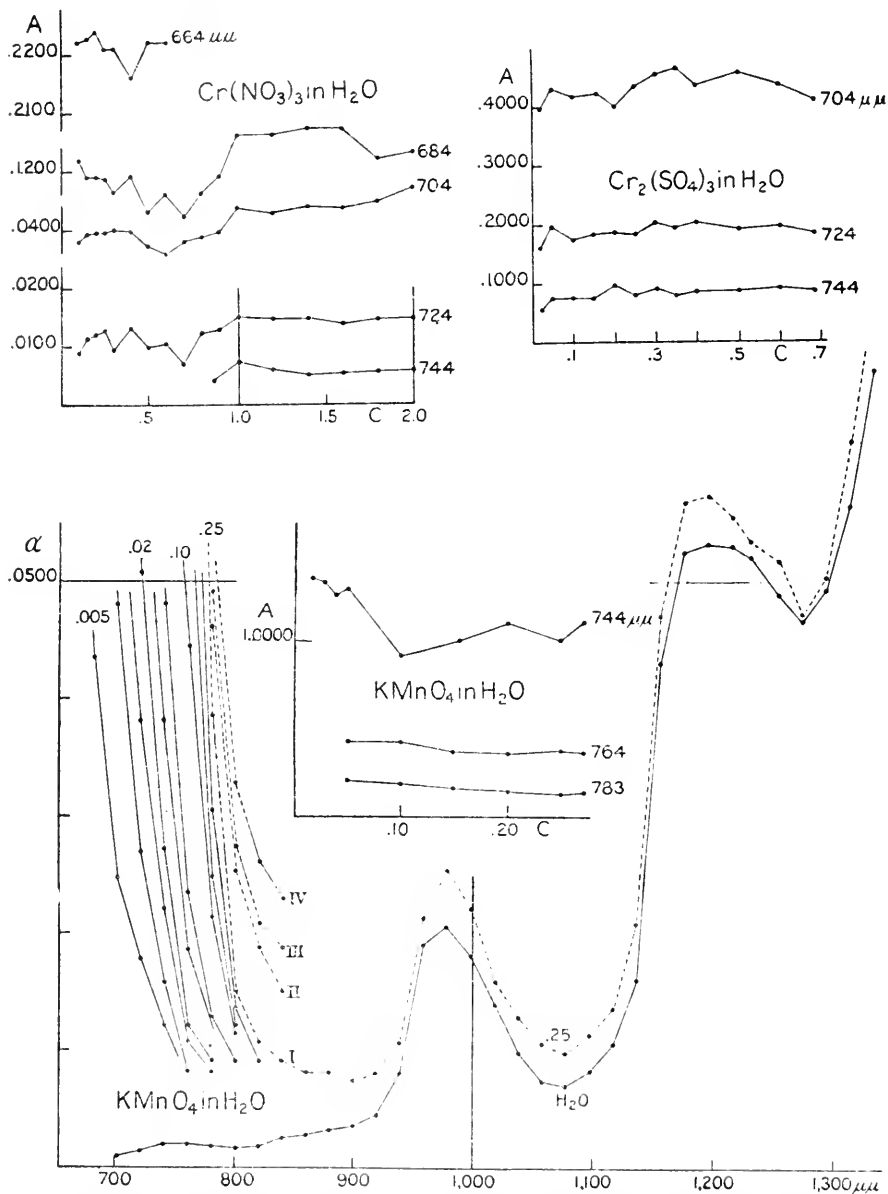 A
664 μμ
.2200
Cr(NO3)3 in H2O
.2100
684
.1200
704
.0400
.0200
724
.0100
744
.5 1.0 1.5 C 2.0
A
704 μμ
.4000
.3000
Cr2(SO4)3 in H2O
.2000
724
.1000
744
.1 .3 .5 C .7
α
.005 .02 .10 .25
.0500
A
744 μμ
1.0000
KMnO4 in H2O
764
783
.10 .20 C
IV
III
II
I
.25
H2O
KMnO4 in H2O
700 800 900 1,000 1,100 1,200 1,300 μμ